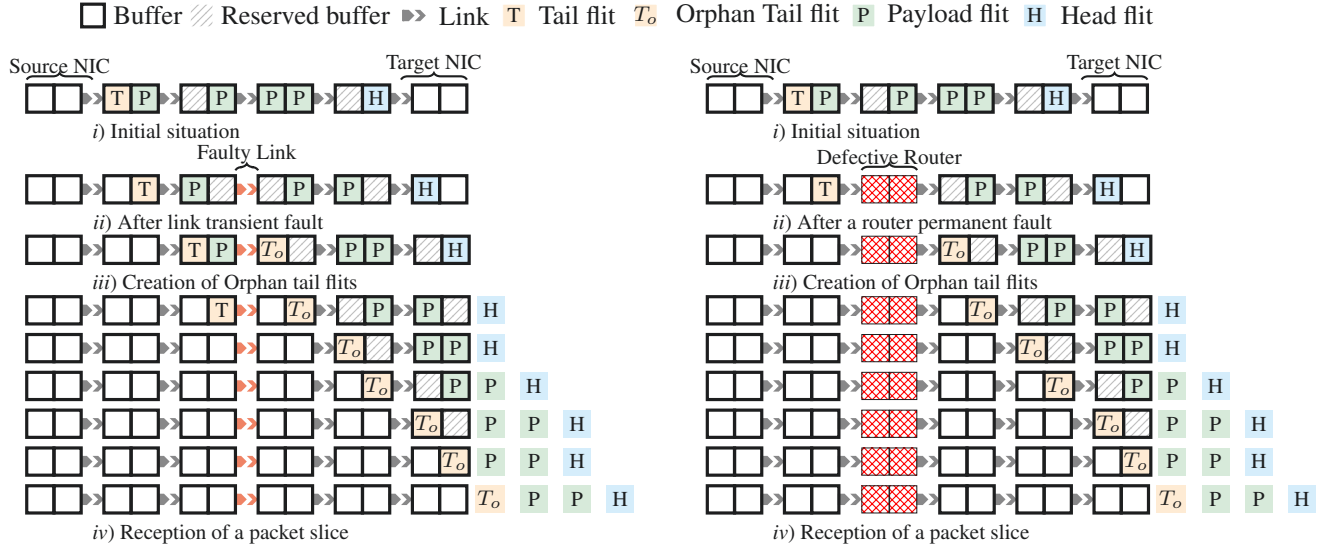 Buffer Reserved buffer Link T Tail flit T_o Orphan Tail flit P Payload flit H Head flit
Source NIC Target NIC
T P P P P H
i) Initial situation
Faulty Link
T P P P H
ii) After link transient fault
T P T_o P P H
iii) Creation of Orphan tail flits
T T_o P P H
T_o P P H
T_o P P H
T_o P P H
T_o P P H
T_o P P H
iv) Reception of a packet slice
Source NIC Target NIC
T P P P P H
i) Initial situation
Defective Router
T P P H
ii) After a router permanent fault
T_o P P H
iii) Creation of Orphan tail flits
T_o P P H
T_o P P H
T_o P P H
T_o P P H
T_o P P H
T_o P P H
iv) Reception of a packet slice